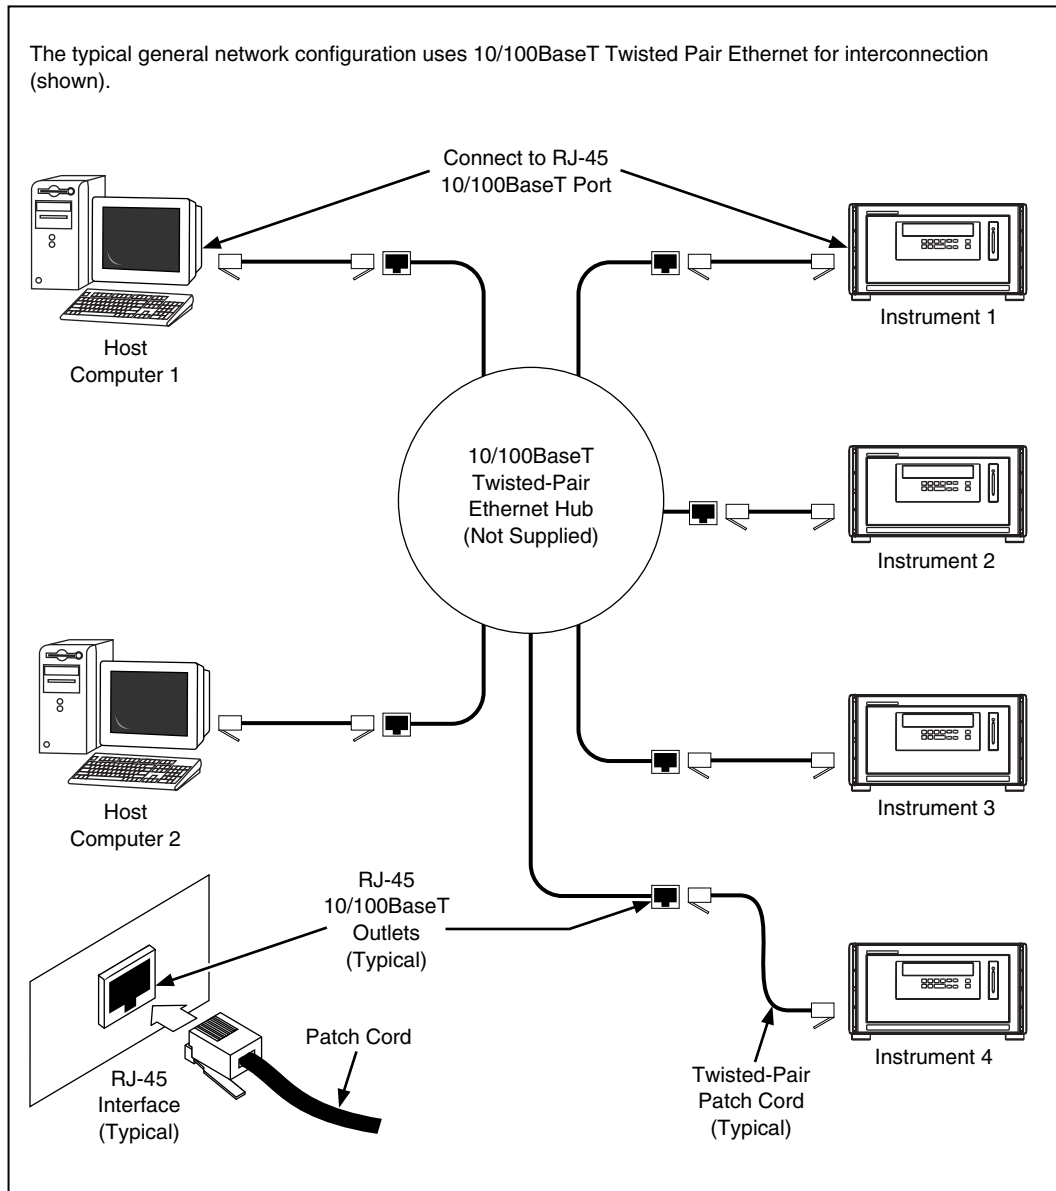 The typical general network configuration uses 10/100BaseT Twisted Pair Ethernet for interconnection
(shown).
Connect to RJ-45
10/100BaseT Port
Host
Computer 1
Instrument 1
10/100BaseT
Twisted-Pair
Ethernet Hub
(Not Supplied)
Instrument 2
Host
Computer 2
Instrument 3
RJ-45
10/100BaseT
Outlets
(Typical)
Patch Cord
RJ-45
Interface
(Typical)
Instrument 4
Twisted-Pair
Patch Cord
(Typical)